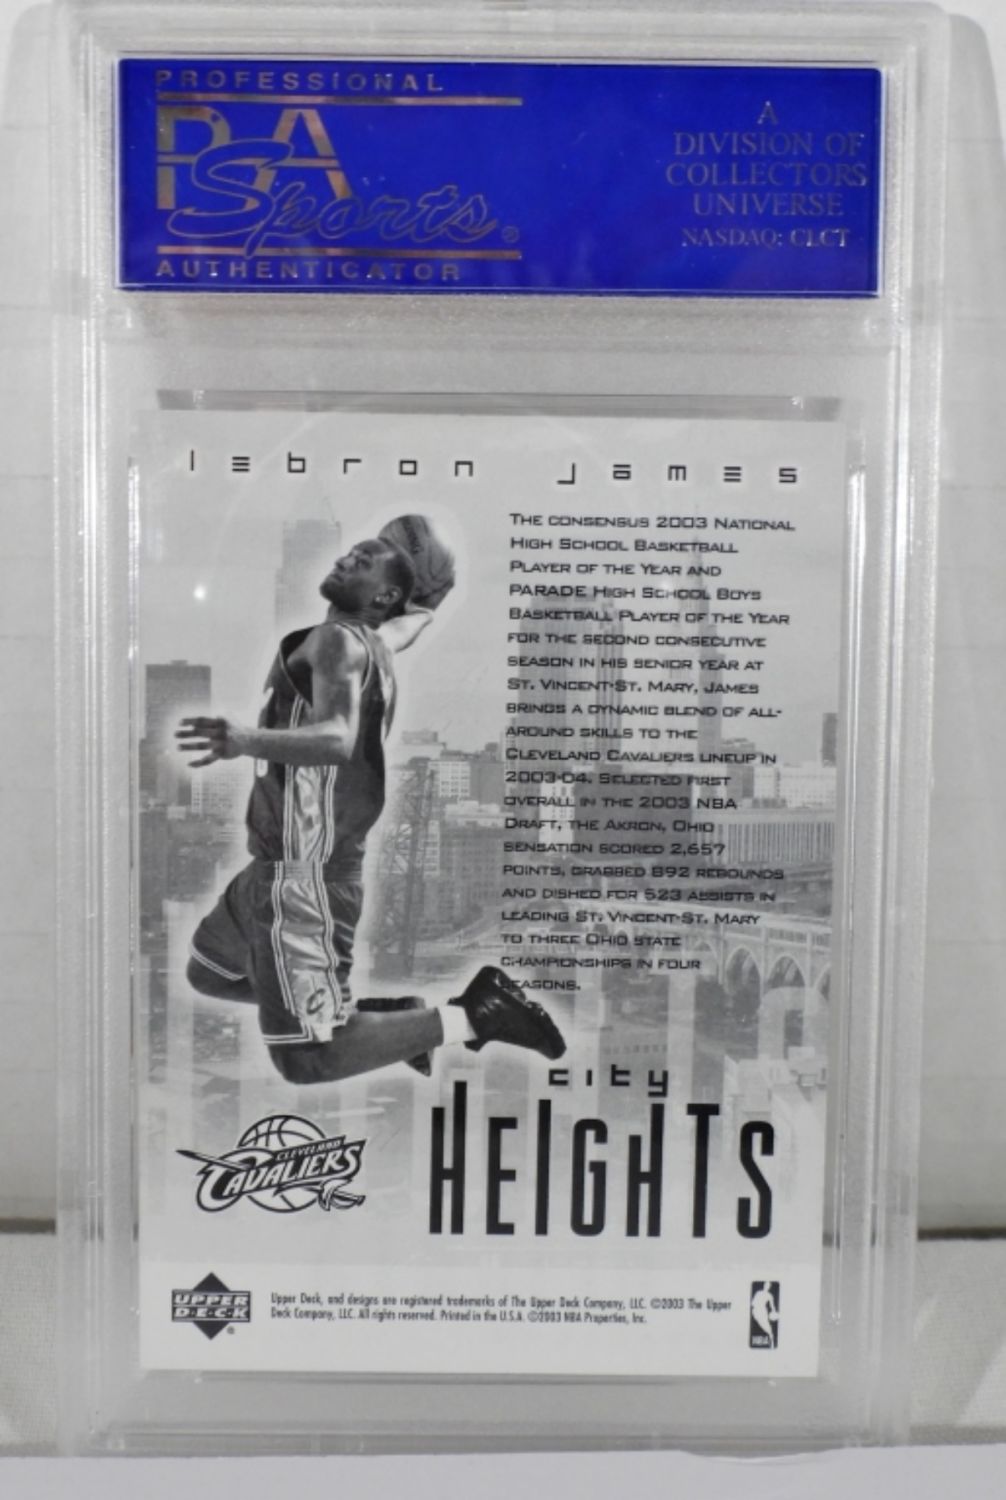 PROFESSIONAL
PSA
Sports®
AUTHENTICATOR
A
DIVISION OF
COLLECTORS
UNIVERSE
NASDAQ: CLCT
lebron james
THE CONSENSUS 2003 NATIONAL
HIGH SCHOOL BASKETBALL
PLAYER OF THE YEAR AND
PARADE HIGH SCHOOL BOYS
BASKETBALL PLAYER OF THE YEAR
FOR THE SECOND CONSECUTIVE
SEASON IN HIS SENIOR YEAR AT
ST. VINCENT-ST. MARY, JAMES
BRINGS A DYNAMIC BLEND OF ALL-
AROUND SKILLS TO THE
CLEVELAND CAVALIERS LINEUP IN
2003-04. SELECTED FIRST
OVERALL IN THE 2003 NBA
DRAFT, THE AKRON, OHIO
SENSATION SCORED 2,657
POINTS, GRABBED 892 REBOUNDS
AND DISHED FOR 523 ASSISTS IN
LEADING ST. VINCENT-ST. MARY
TO THREE OHIO STATE
CHAMPIONSHIPS IN FOUR
SEASONS.
city
HEIGHTS
CLEVELAND
CAVALIERS
UPPER
DECK
Upper Deck, and designs are registered trademarks of The Upper Deck Company, LLC. ©2003 The Upper
Deck Company, LLC. All rights reserved. Printed in the U.S.A. ©2003 NBA Properties, Inc.
NBA